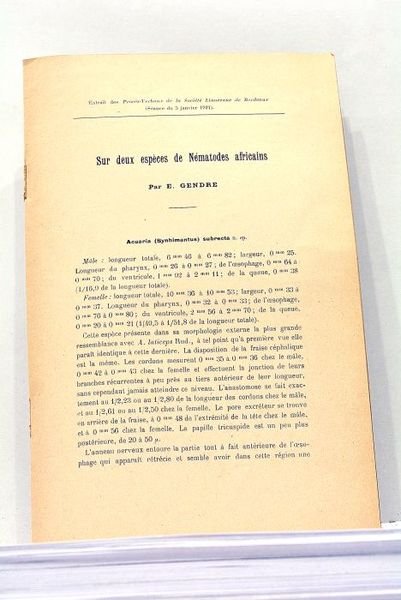 Extrait des Procès-Verbaux de la Société Linnéenne de Bordeaux
(Séance du 5 janvier 1921).
Sur deux espèces de Nématodes africains
Par E. GENDRE
Acuaria (Synhimantus) subrecta n. sp.
Mâle : longueur totale, 6 mm 46 à 6 mm 82; largeur, 0 mm 25.
Longueur du pharynx, 0 mm 26 à 0 mm 27; de l'œsophage, 0 mm 64 à
0 mm 70; du ventricule, 1 mm 92 à 2 mm 11; de la queue, 0 mm 38
(1/16,9 de la longueur totale).
Femelle : longueur totale, 10 mm 36 à 10 mm 53; largeur, 0 mm 33 à
0 mm 37. Longueur du pharynx, 0 mm 32 à 0 mm 33; de l'œsophage,
0 mm 76 à 0 mm 80; du ventricule, 2 mm 56 à 2 mm 70; de la queue,
0 mm 20 à 0 mm 21 (1/49,5 à 1/51,8 de la longueur totale).
Cette espèce présente dans sa morphologie externe la plus grande
ressemblance avec A. laticeps Rud., à tel point qu'à première vue elle
paraît identique à cette dernière. La disposition de la fraise céphalique
est la même. Les cordons mesurent 0 mm 35 à 0 mm 36 chez le mâle,
0 mm 42 à 0 mm 43 chez la femelle et effectuent la jonction de leurs
branches récurrentes à peu près au tiers antérieur de leur longueur,
sans cependant jamais atteindre ce niveau. L'anastomose se fait exac-
tement au 1/2,23 ou au 1/2,80 de la longueur des cordons chez le mâle,
et au 1/2,61 ou au 1/2,50 chez la femelle. Le pore excréteur se trouve
en arrière de la fraise, à 0 mm 48 de l'extrémité de la tête chez le mâle,
et à 0 mm 56 chez la femelle. La papille tricuspide est un peu plus
postérieure, de 20 à 50 μ.
L'anneau nerveux entoure la partie tout à fait antérieure de l'œso-
phage qui apparaît rétrécie et semble avoir dans cette région une